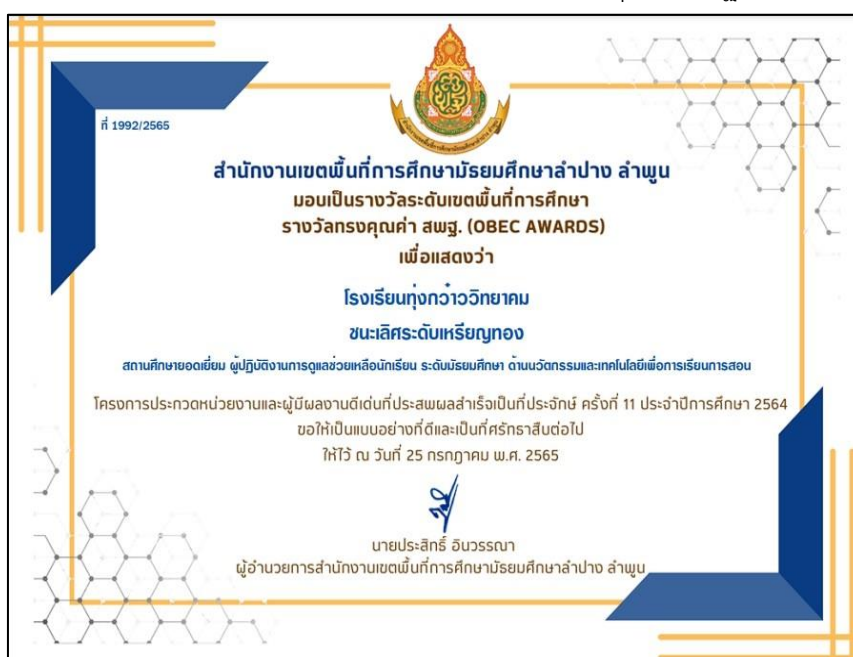 ที่ 1992/2565
สำนักงานเขตพื้นที่การศึกษามัธยมศึกษาลำปาง ลำพูน
มอบเป็นรางวัลระดับเขตพื้นที่การศึกษา
รางวัลทรงคุณค่า สพฐ. (OBEC AWARDS)
เพื่อแสดงว่า
โรงเรียนทุ่งกว๋าววิทยาคม
ชนะเลิศระดับเหรียญทอง
สถานศึกษายอดเยี่ยม ผู้ปฏิบัติงานการดูแลช่วยเหลือนักเรียน ระดับมัธยมศึกษา ด้านนวัตกรรมและเทคโนโลยีเพื่อการเรียนการสอน
โครงการประกวดหน่วยงานและผู้มีผลงานดีเด่นที่ประสพผลสำเร็จเป็นที่ประจักษ์ ครั้งที่ 11 ประจำปีการศึกษา 2564
ขอให้เป็นแบบอย่างที่ดีและเป็นที่ศรัทธาสืบต่อไป
ให้ไว้ ณ วันที่ 25 กรกฎาคม พ.ศ. 2565
นายประสิทธิ์ อินวรรณา
ผู้อำนวยการสำนักงานเขตพื้นที่การศึกษามัธยมศึกษาลำปาง ลำพูน